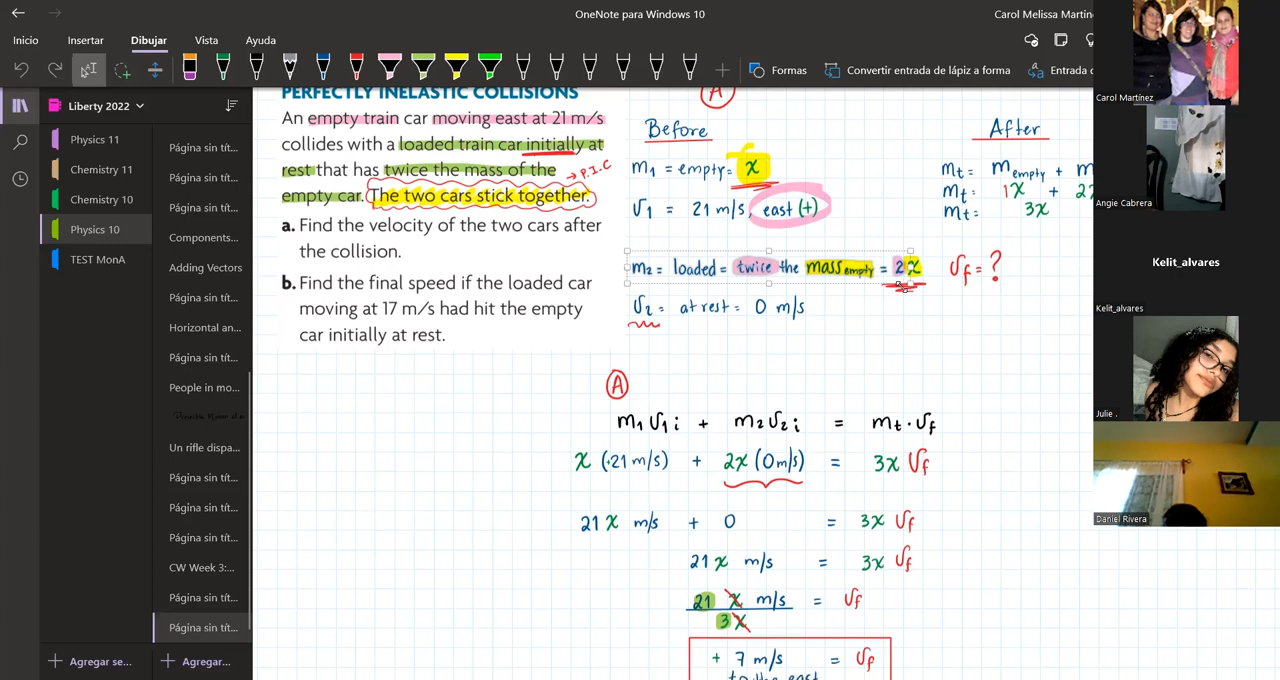 OneNote para Windows 10
Carol Melissa Martin
Inicio
Insertar
Dibujar
Vista
Ayuda
Formas
Convertir entrada de lápiz a forma
Entrada d
Liberty 2022
Physics 11
Chemistry 11
Chemistry 10
Physics 10
TEST MonA
Agregar se...
Página sin tít...
Página sin tít...
Página sin tít...
Components...
Adding Vectors
Página sin tít...
Horizontal an...
Página sin tít...
People in mo...
Un rifle dispa...
Página sin tít...
Página sin tít...
Página sin tít...
CW Week 3:...
Página sin tít...
Página sin tít...
Agregar...
PERFECTLY INELASTIC COLLISIONS
An empty train car moving east at 21 m/s
collides with a loaded train car initially at
rest that has twice the mass of the → P.I.C
empty car. The two cars stick together.
a. Find the velocity of the two cars after
the collision.
b. Find the final speed if the loaded car
moving at 17 m/s had hit the empty
car initially at rest.
A
Before
m1 = empty = x
v1 = 21 m/s, east (+)
m2 = loaded = twice the mass empty = 2x
v2 = at rest = 0 m/s
After
mt: m empty + m
mt: 1x + 2
mt: 3x
vf = ?
A
m1 v1i + m2 v2i = mt · vf
x (+21 m/s) + 2x (0 m/s) = 3x vf
21 x m/s + 0 = 3x vf
21 x m/s = 3x vf
21 x m/s = vf
3 x
+ 7 m/s = vf
to the east
Carol Martínez
Angie Cabrera
Kelit_alvares
Kelit_alvares
Julie .
Daniel Rivera